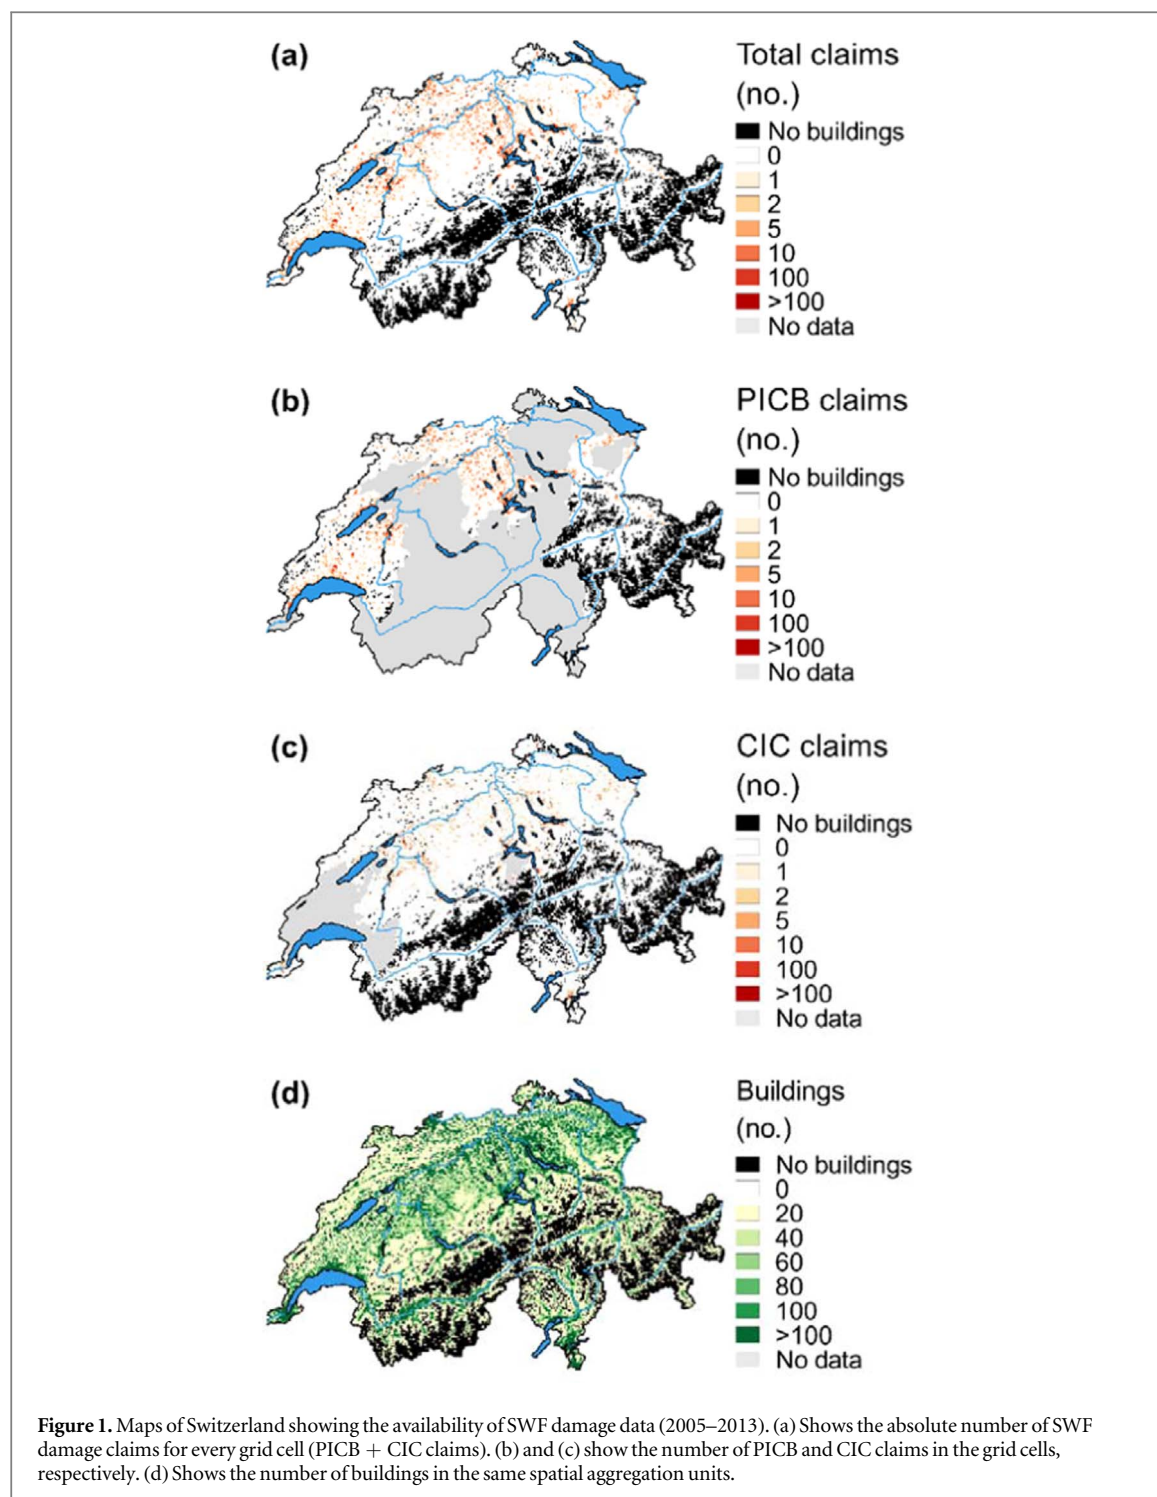 (a)
Total claims
(no.)
No buildings
0
1
2
5
10
100
>100
No data
(b)
PICB claims
(no.)
No buildings
0
1
2
5
10
100
>100
No data
(c)
CIC claims
(no.)
No buildings
0
1
2
5
10
100
>100
No data
(d)
Buildings
(no.)
No buildings
0
20
40
60
80
100
>100
No data
Figure 1. Maps of Switzerland showing the availability of SWF damage data (2005–2013). (a) Shows the absolute number of SWF
damage claims for every grid cell (PICB + CIC claims). (b) and (c) show the number of PICB and CIC claims in the grid cells,
respectively. (d) Shows the number of buildings in the same spatial aggregation units.